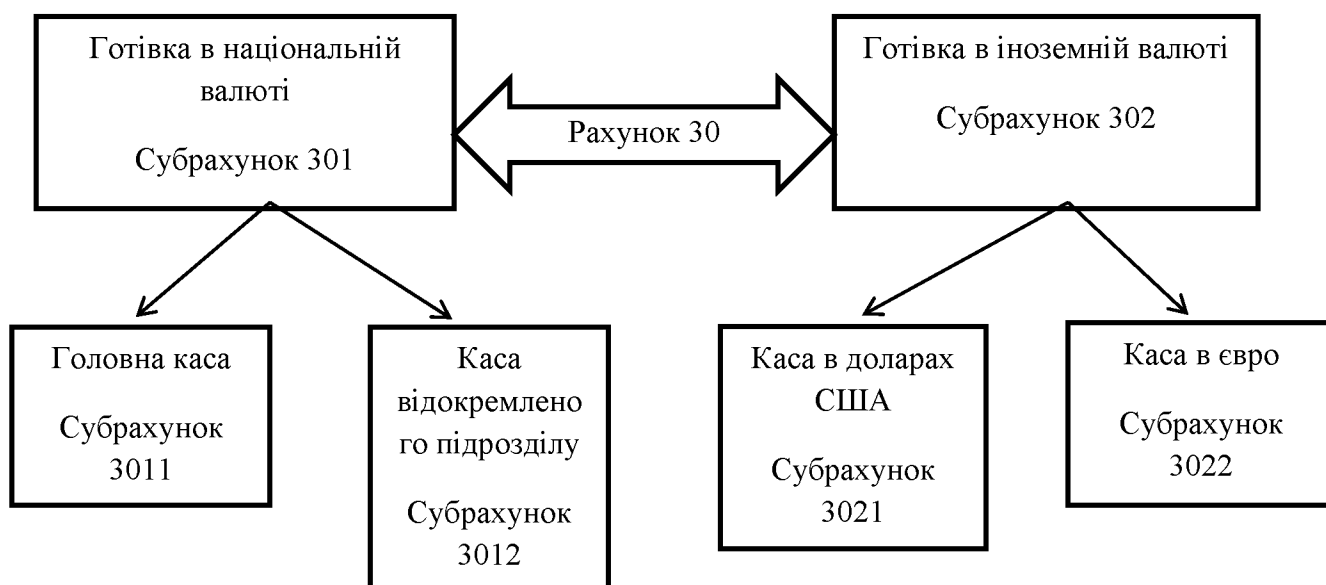 Готівка в національній
валюті
Субрахунок 301
Рахунок 30
Готівка в іноземній валюті
Субрахунок 302
Головна каса
Субрахунок
3011
Каса
відокремлено
го підрозділу
Субрахунок
3012
Каса в доларах
США
Субрахунок
3021
Каса в євро
Субрахунок
3022